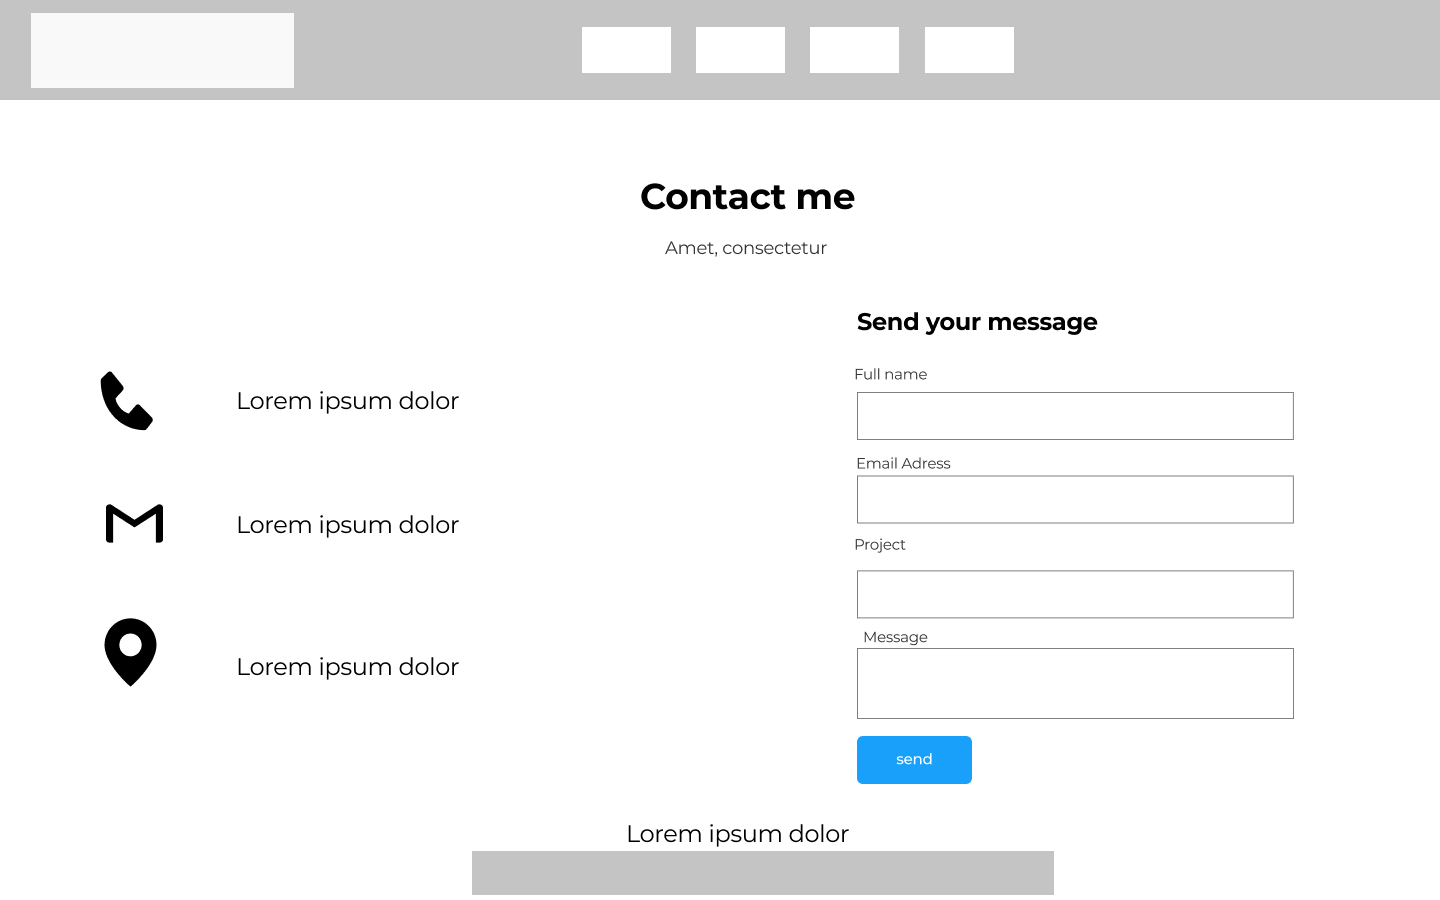 Contact me
Amet, consectetur
Lorem ipsum dolor
Lorem ipsum dolor
Lorem ipsum dolor
Send your message
Full name
Email Adress
Project
Message
send
Lorem ipsum dolor